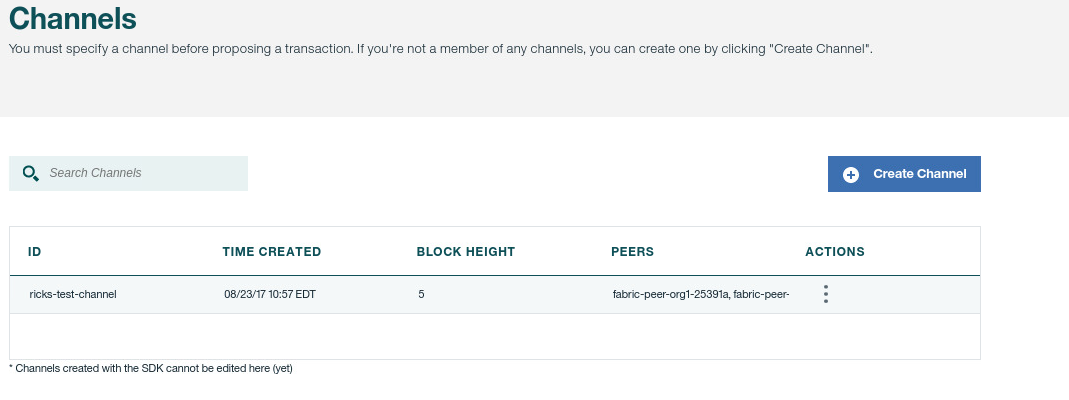 Channels
You must specify a channel before proposing a transaction. If you're not a member of any channels, you can create one by clicking "Create Channel".
Search Channels
Create Channel
ID TIME CREATED BLOCK HEIGHT PEERS ACTIONS
ricks-test-channel 08/23/17 10:57 EDT 5 fabric-peer-org1-25391a, fabric-peer-
* Channels created with the SDK cannot be edited here (yet)